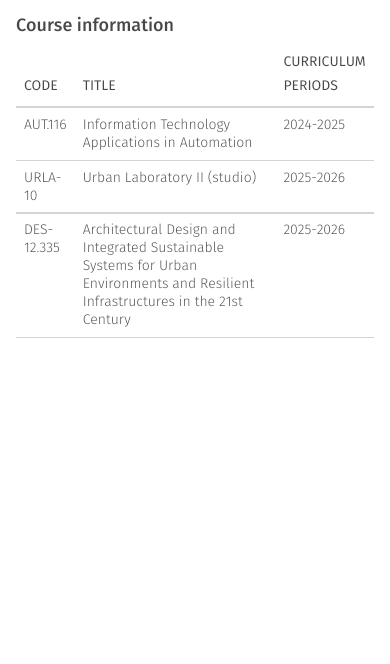 Course information
CODE TITLE CURRICULUM PERIODS
AUT.116 Information Technology
Applications in Automation 2024-2025
URLA-
10 Urban Laboratory II (studio) 2025-2026
DES-
12.335 Architectural Design and
Integrated Sustainable
Systems for Urban
Environments and Resilient
Infrastructures in the 21st
Century 2025-2026